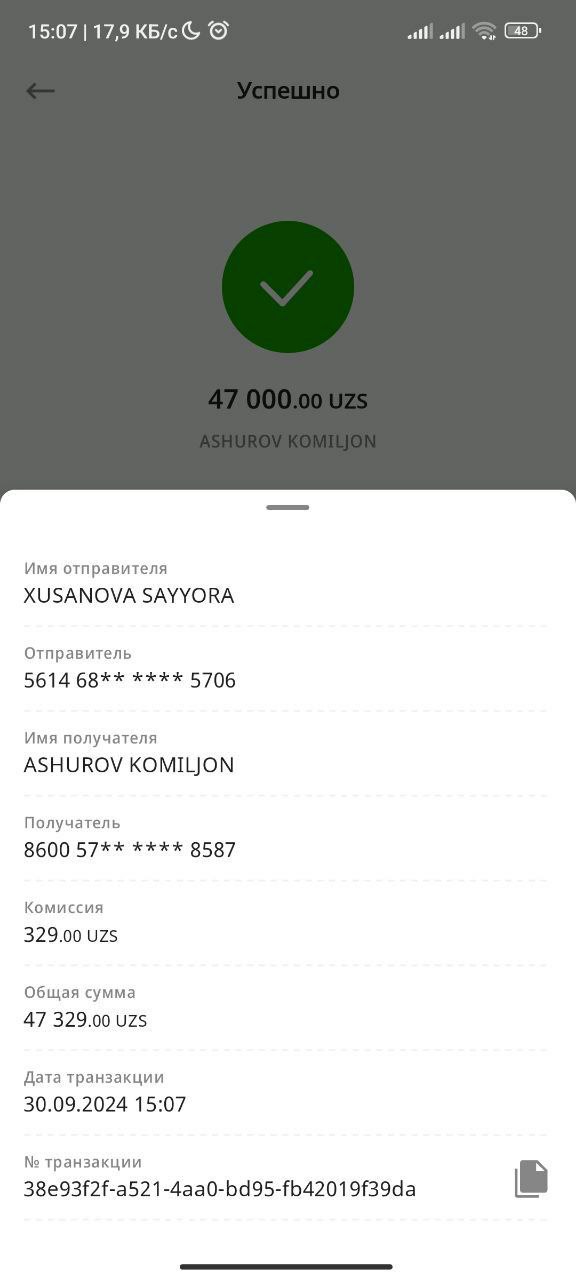 15:07 | 17,9 КБ/с 48
Успешно
47 000.00 UZS
ASHUROV KOMILJON
Имя отправителя
XUSANOVA SAYYORA
Отправитель
5614 68** **** 5706
Имя получателя
ASHUROV KOMILJON
Получатель
8600 57** **** 8587
Комиссия
329.00 UZS
Общая сумма
47 329.00 UZS
Дата транзакции
30.09.2024 15:07
№ транзакции
38e93f2f-a521-4aa0-bd95-fb42019f39da